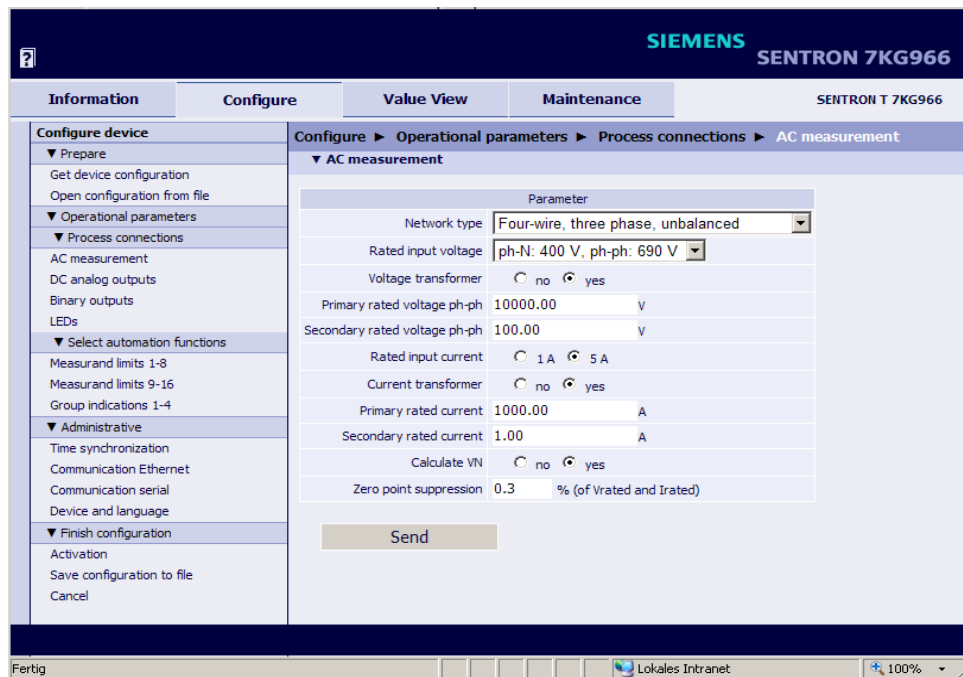 ?
SIEMENS
SENTRON 7KG966
Information
Configure
Value View
Maintenance
SENTRON T 7KG966
Configure device
▼ Prepare
Get device configuration
Open configuration from file
▼ Operational parameters
▼ Process connections
AC measurement
DC analog outputs
Binary outputs
LEDs
▼ Select automation functions
Measurand limits 1-8
Measurand limits 9-16
Group indications 1-4
▼ Administrative
Time synchronization
Communication Ethernet
Communication serial
Device and language
▼ Finish configuration
Activation
Save configuration to file
Cancel
Configure ► Operational parameters ► Process connections ► AC measurement
▼ AC measurement
Parameter
Network type Four-wire, three phase, unbalanced
Rated input voltage ph-N: 400 V, ph-ph: 690 V
Voltage transformer no yes
Primary rated voltage ph-ph 10000.00 V
Secondary rated voltage ph-ph 100.00 V
Rated input current 1 A 5 A
Current transformer no yes
Primary rated current 1000.00 A
Secondary rated current 1.00 A
Calculate VN no yes
Zero point suppression 0.3 % (of Vrated and Irated)
Send
Fertig
Lokales Intranet
100%